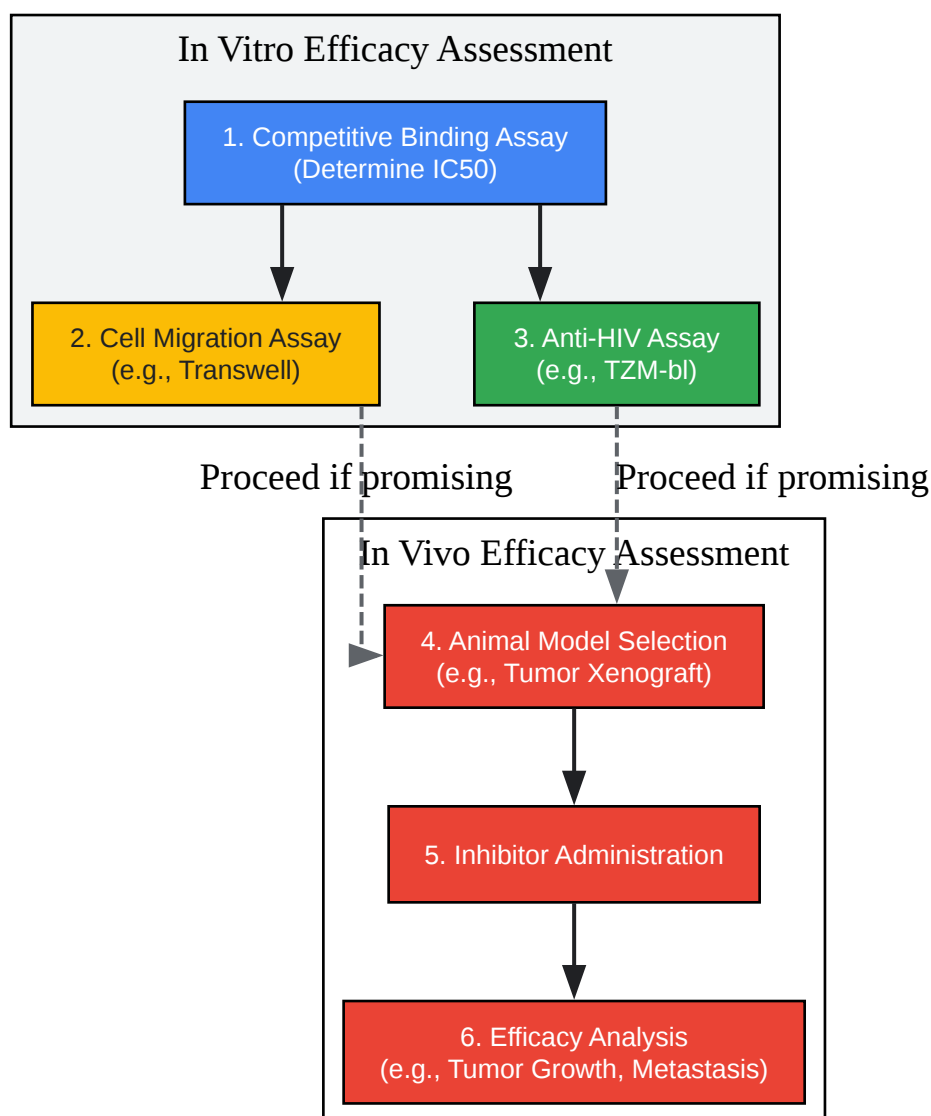 In Vitro Efficacy Assessment
1. Competitive Binding Assay
(Determine IC50)
2. Cell Migration Assay
(e.g., Transwell)
3. Anti-HIV Assay
(e.g., TZM-bl)
Proceed if promising
Proceed if promising
In Vivo Efficacy Assessment
4. Animal Model Selection
(e.g., Tumor Xenograft)
5. Inhibitor Administration
6. Efficacy Analysis
(e.g., Tumor Growth, Metastasis)